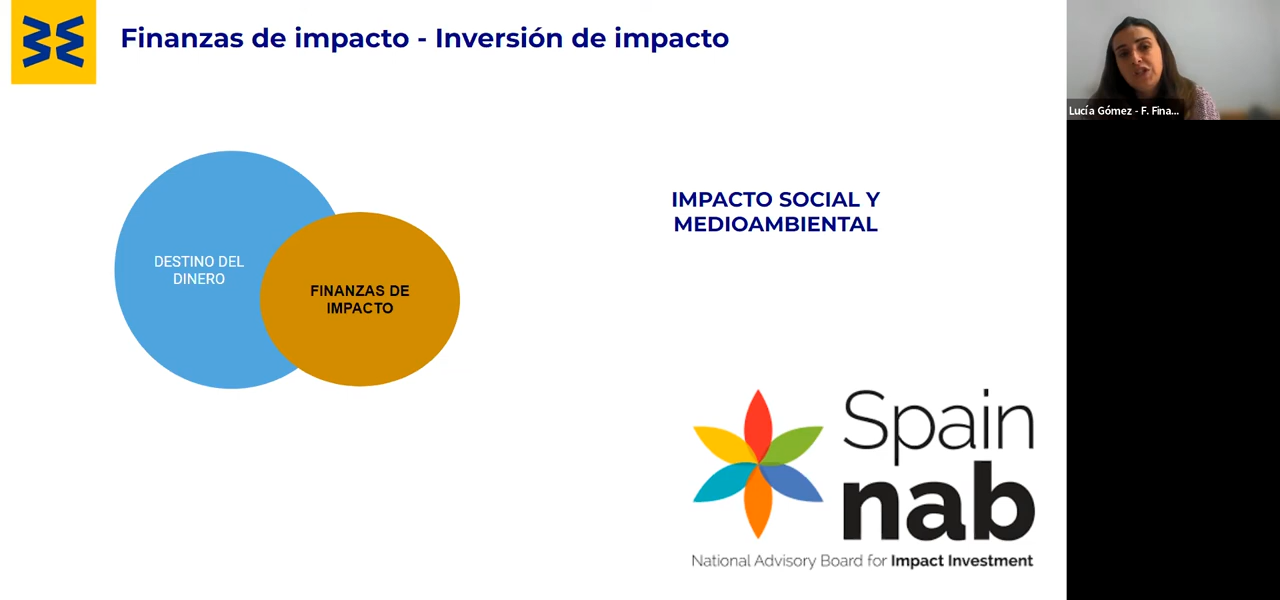 Finanzas de impacto - Inversión de impacto
Lucía Gómez - F. Fina...
IMPACTO SOCIAL Y
MEDIOAMBIENTAL
DESTINO DEL
DINERO
FINANZAS DE
IMPACTO
Spain
nab
National Advisory Board for Impact Investment